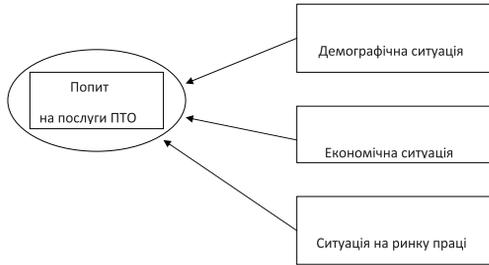 Демографічна ситуація
Попит
на послуги ПТО
Економічна ситуація
Ситуація на ринку праці